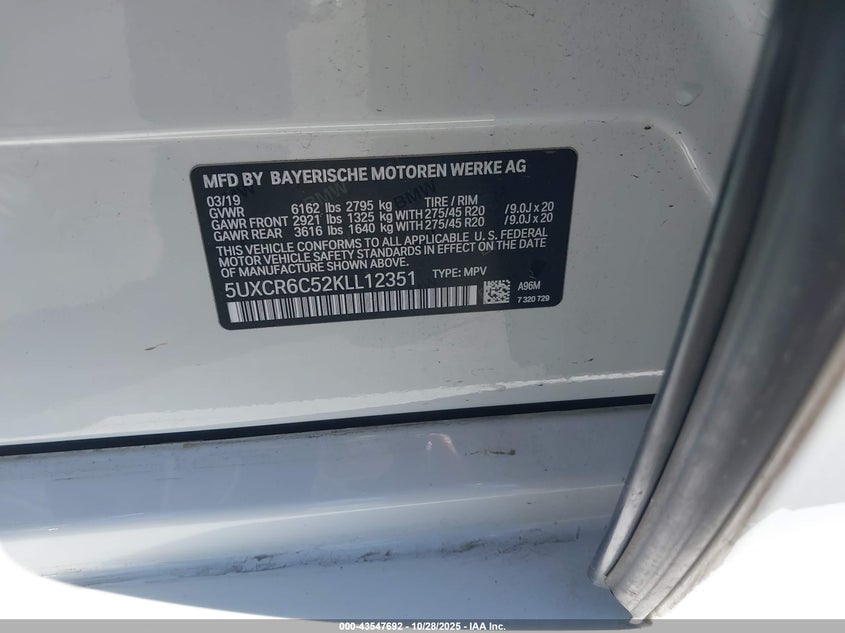 MFD BY BAYERISCHE MOTOREN WERKE AG
03/19 TIRE / RIM
GVWR 6162 lbs 2795 kg
GAWR FRONT 2921 lbs 1325 kg WITH 275/45 R20 /9.0J x 20
GAWR REAR 3616 lbs 1640 kg WITH 275/45 R20 /9.0J x 20
THIS VEHICLE CONFORMS TO ALL APPLICABLE U.S. FEDERAL
MOTOR VEHICLE SAFETY STANDARDS IN EFFECT ON THE DATE
OF MANUFACTURE SHOWN ABOVE.
5UXCR6C52KLL12351 TYPE: MPV
A96M
7 320 729
BMW
BMW
000-43547692 - 10/28/2025 - IAA Inc.